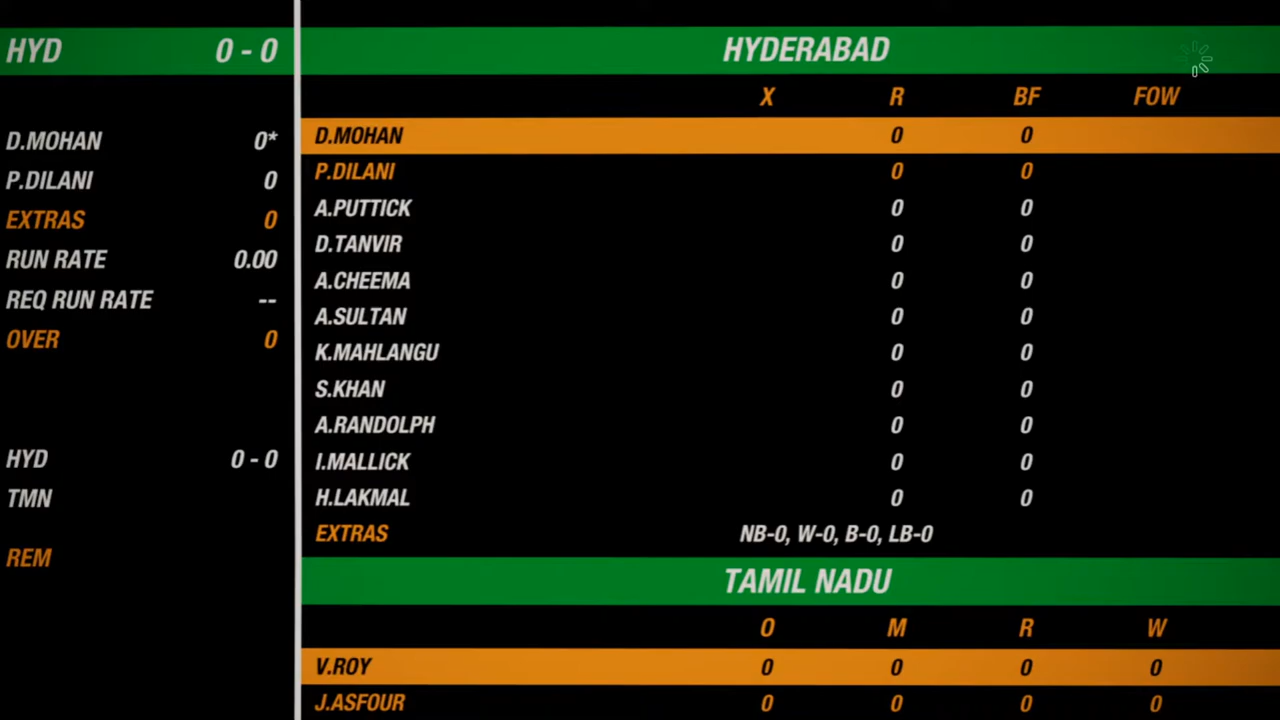 HYD 0 - 0
D.MOHAN 0*
P.DILANI 0
EXTRAS 0
RUN RATE 0.00
REQ RUN RATE --
OVER 0
HYD 0 - 0
TMN
REM
HYDERABAD
X R BF FOW
D.MOHAN 0 0
P.DILANI 0 0
A.PUTTICK 0 0
D.TANVIR 0 0
A.CHEEMA 0 0
A.SULTAN 0 0
K.MAHLANGU 0 0
S.KHAN 0 0
A.RANDOLPH 0 0
I.MALLICK 0 0
H.LAKMAL 0 0
EXTRAS NB-0, W-0, B-0, LB-0
TAMIL NADU
O M R W
V.ROY 0 0 0 0
J.ASFOUR 0 0 0 0